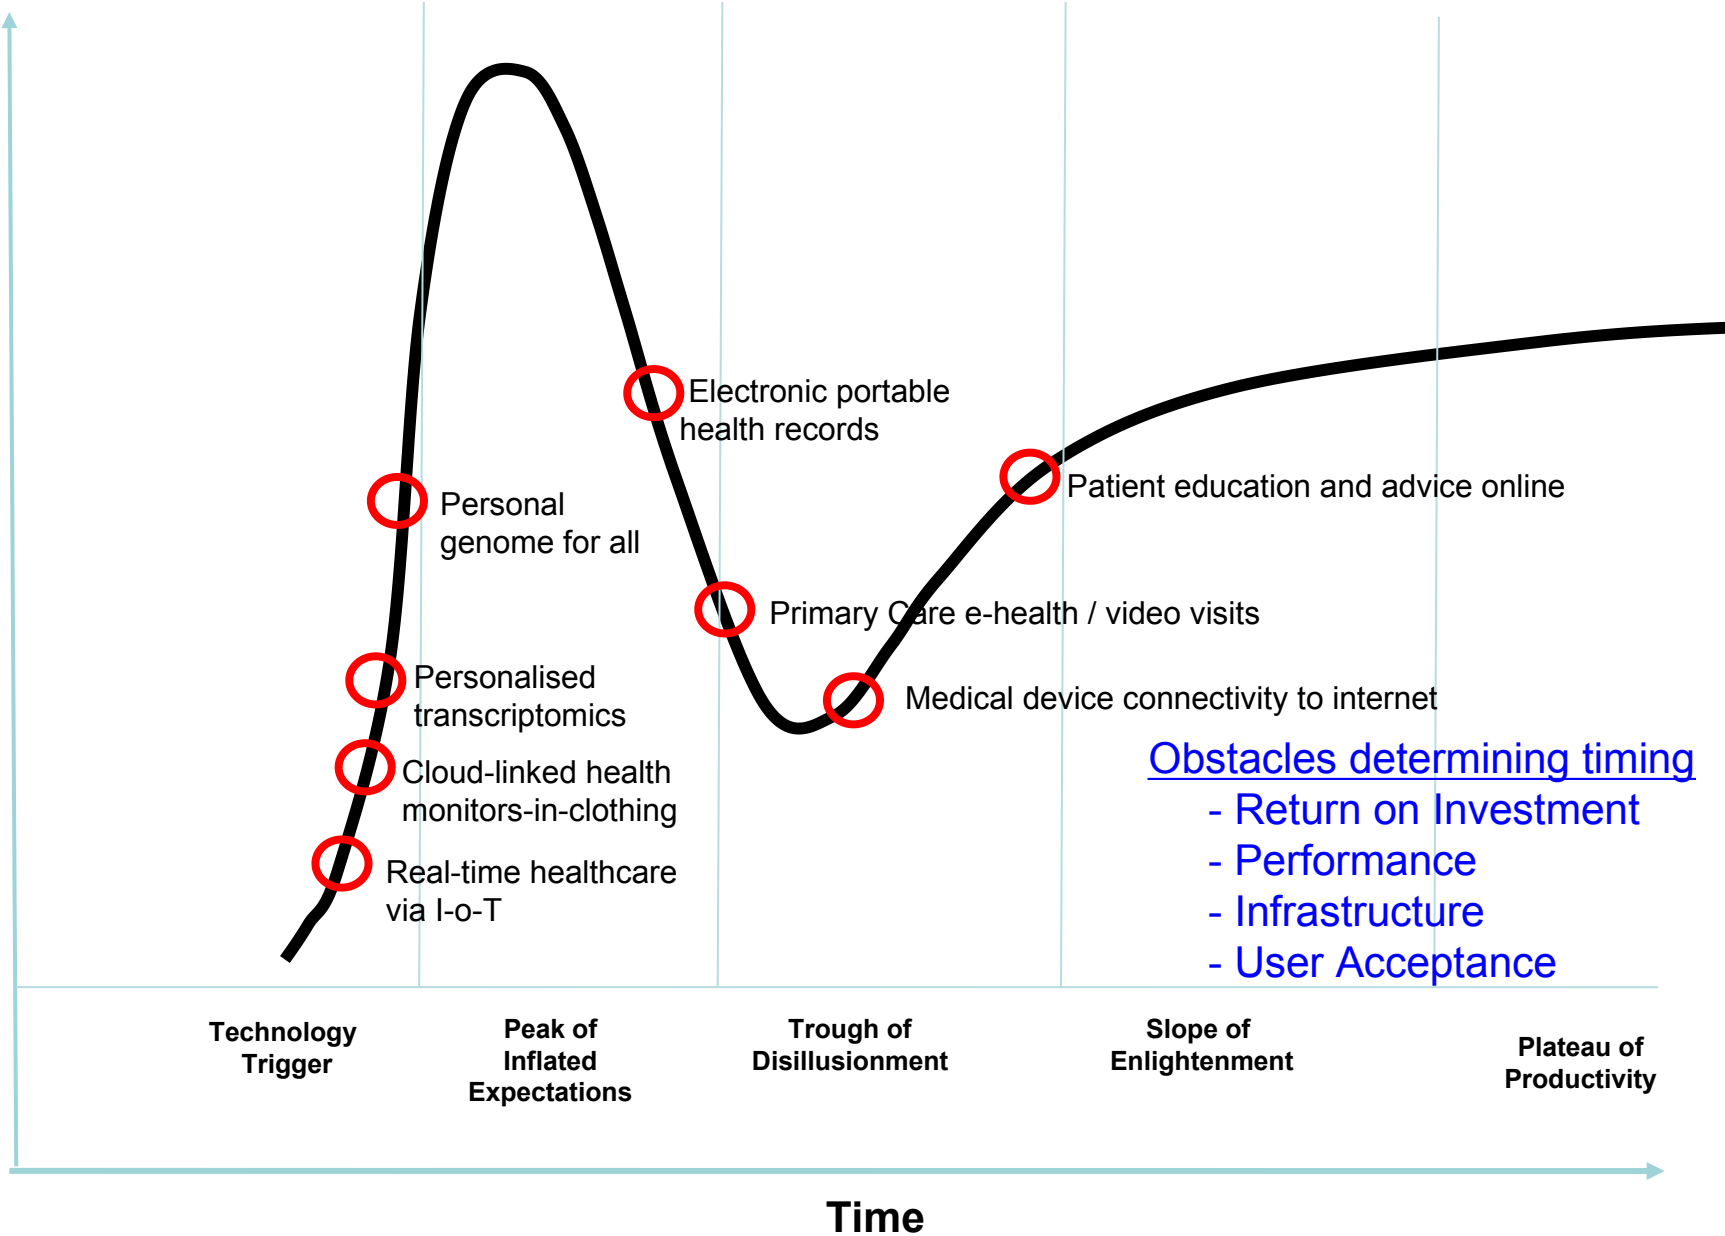 Electronic portable
health records
Patient education and advice online
Personal
genome for all
Primary Care e-health / video visits
Personalised
transcriptomics
Medical device connectivity to internet
Cloud-linked health
monitors-in-clothing
Real-time healthcare
via I-o-T
Obstacles determining timing
- Return on Investment
- Performance
- Infrastructure
- User Acceptance
Technology
Trigger
Peak of
Inflated
Expectations
Trough of
Disillusionment
Slope of
Enlightenment
Plateau of
Productivity
Time